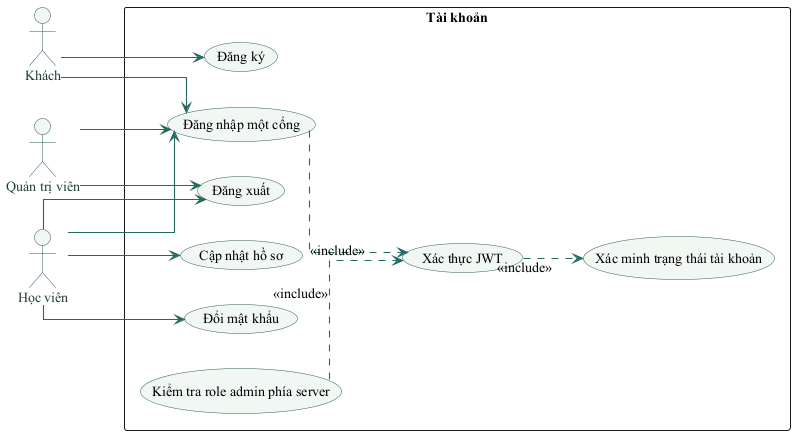 Tài khoản
Khách
Đăng ký
Đăng nhập một cổng
Quản trị viên
Đăng xuất
Cập nhật hồ sơ
«include»
Xác thực JWT
«include»
Xác minh trạng thái tài khoản
Học viên
«include»
Đổi mật khẩu
Kiểm tra role admin phía server